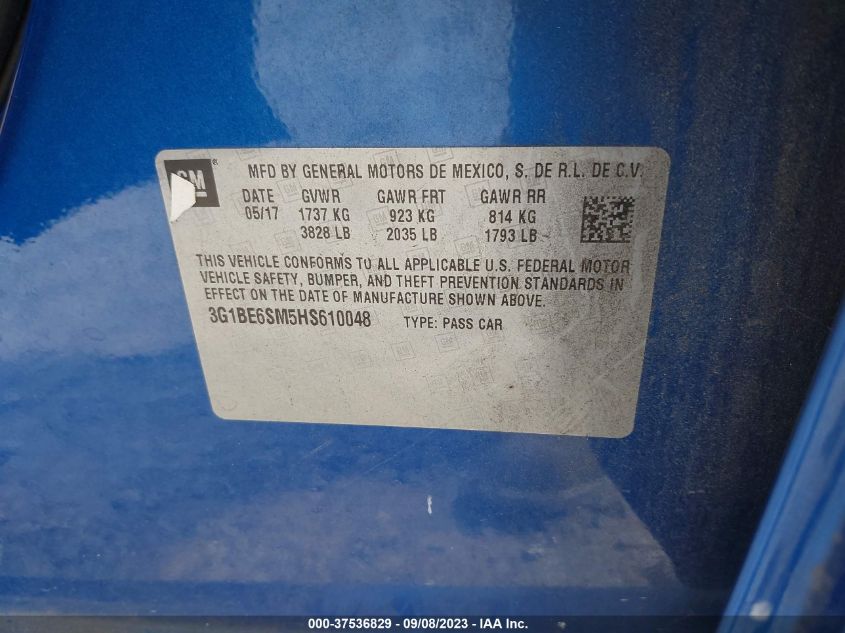 GM ®
MFD BY GENERAL MOTORS DE MEXICO, S. DE R.L. DE C.V.
DATE GVWR GAWR FRT GAWR RR
05/17 1737 KG 923 KG 814 KG
3828 LB 2035 LB 1793 LB
THIS VEHICLE CONFORMS TO ALL APPLICABLE U.S. FEDERAL MOTOR
VEHICLE SAFETY, BUMPER, AND THEFT PREVENTION STANDARDS IN
EFFECT ON THE DATE OF MANUFACTURE SHOWN ABOVE.
3G1BE6SM5HS610048 TYPE: PASS CAR
000-37536829 - 09/08/2023 - IAA Inc.